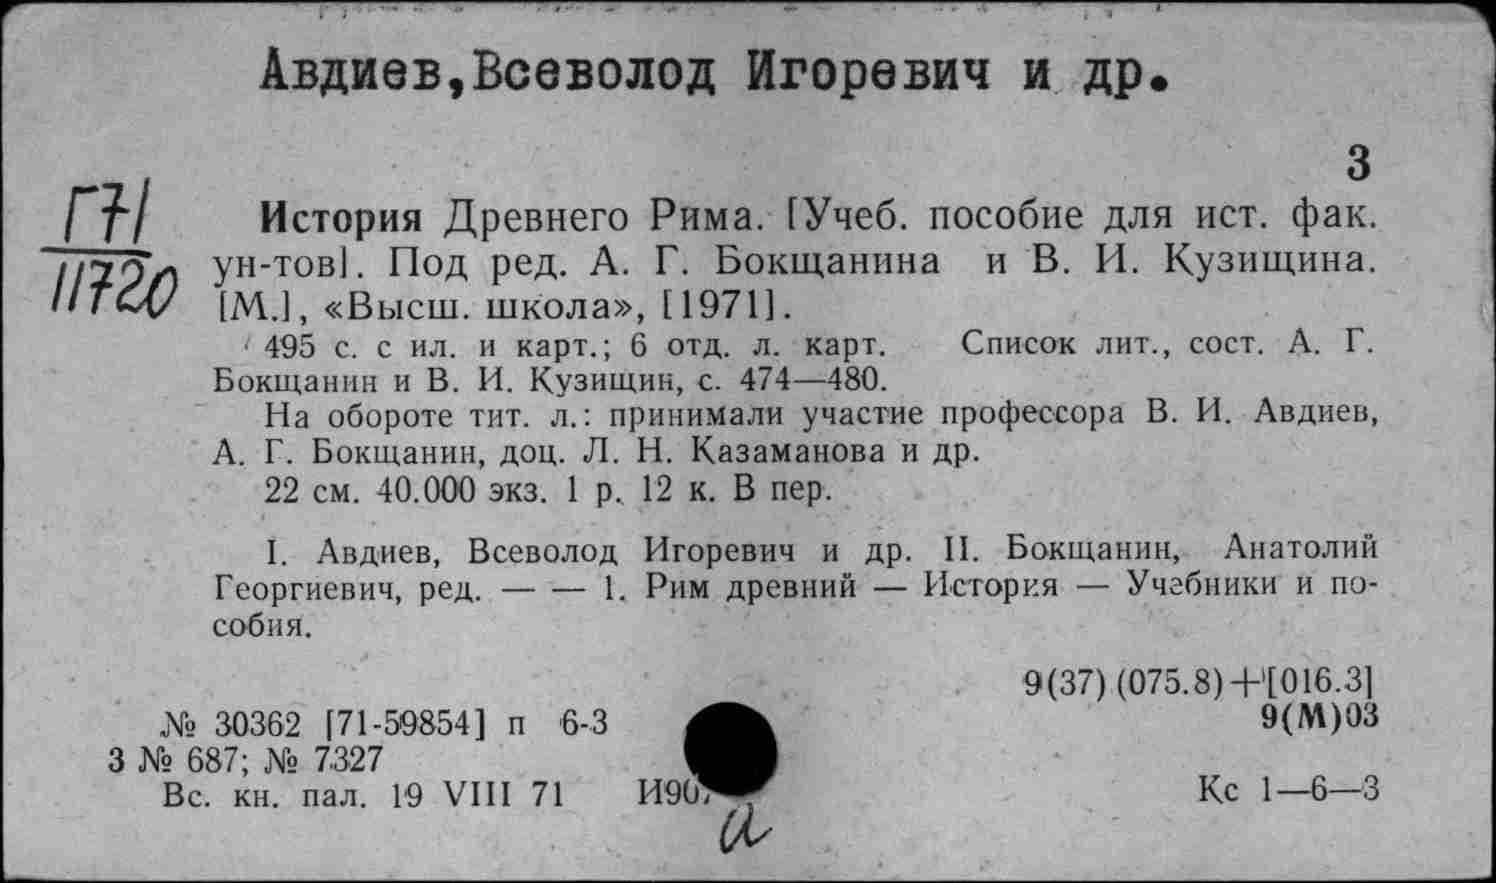 Авдиев,Всеволод Игоревич и др.
3
Г71
11720
История Древнего Рима. [Учеб. пособие для ист. фак.
ун-тов]. Под ред. А. Г. Бокщанина и В. И. Кузищина.
[М.], «Высш. школа», [1971].
495 с. с ил. и карт.; 6 отд. л. карт. Список лит., сост. А. Г.
Бокщанин и В. И. Кузищин, с. 474—480.
На обороте тит. л.: принимали участие профессора В. И. Авдиев,
А. Г. Бокщанин, доц. Л. Н. Казаманова и др.
22 см. 40.000 экз. 1 р. 12 к. В пер.
I. Авдиев, Всеволод Игоревич и др. II. Бокщанин, Анатолий
Георгиевич, ред. — — 1. Рим древний — История — Учебники и по-
собия.
9(37)(075.8)+[016.3]
№ 30362 [71-59854] п 6-3
9(М)03
3 № 687; № 7327
Вс. кн. пал. 19 VIII 71
Кс 1—6—3